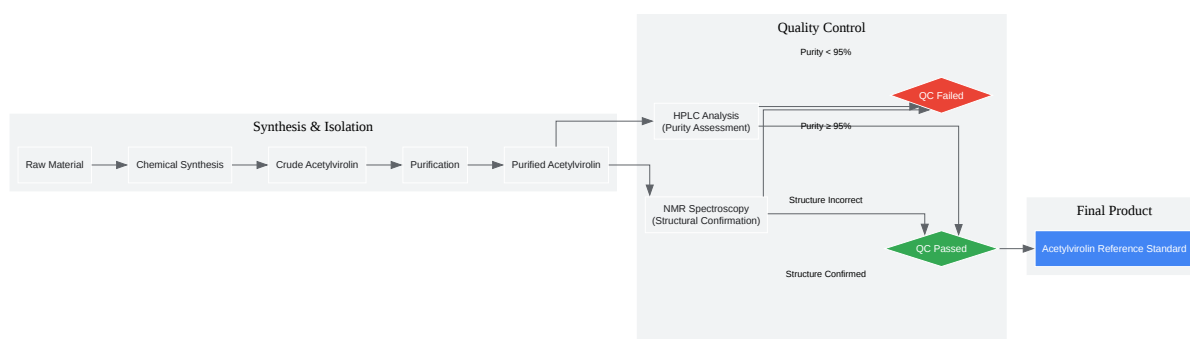 Quality Control
Purity < 95%
QC Failed
HPLC Analysis
(Purity Assessment)
Purity ≥ 95%
Synthesis & Isolation
Raw Material
Chemical Synthesis
Crude Acetylvirolin
Purification
Purified Acetylvirolin
NMR Spectroscopy
(Structural Confirmation)
Structure Incorrect
QC Passed
Structure Confirmed
Final Product
Acetylvirolin Reference Standard